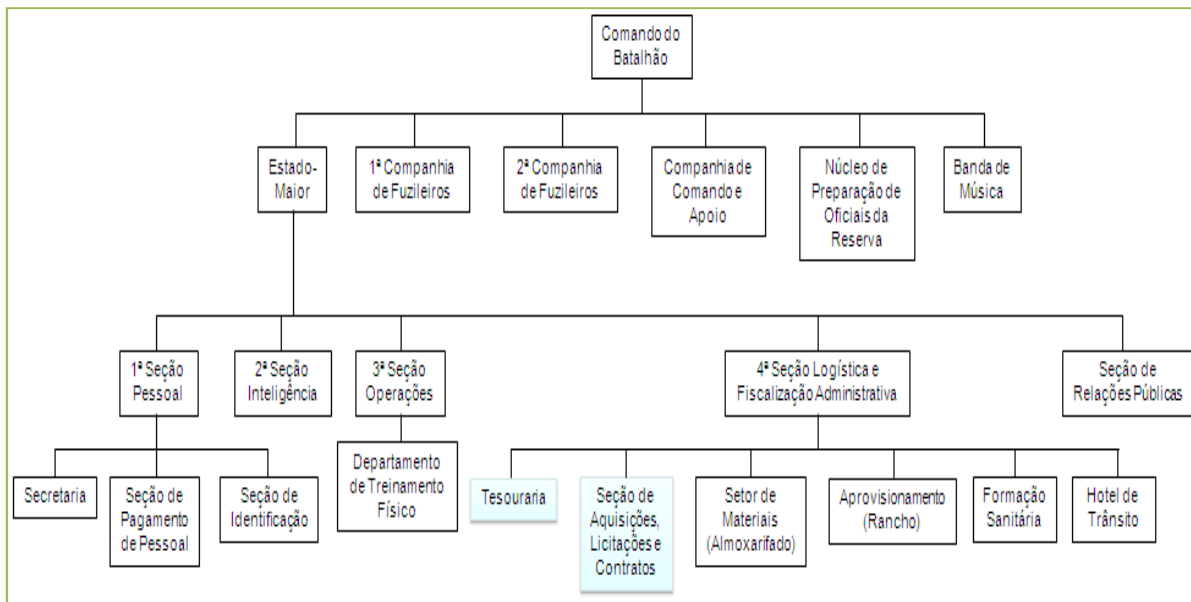 Comando do
Batalhão
Estado-
Maior
1ª Companhia
de Fuzileiros
2ª Companhia
de Fuzileiros
Companhia de
Comando e
Apoio
Núcleo de
Preparação de
Oficiais da
Reserva
Banda de
Música
1ª Seção
Pessoal
2ª Seção
Inteligência
3ª Seção
Operações
4ª Seção Logística e
Fiscalização Administrativa
Seção de
Relações Públicas
Secretaria
Seção de
Pagamento
de Pessoal
Seção de
Identificação
Departamento
de Treinamento
Físico
Tesouraria
Seção de
Aquisições,
Licitações e
Contratos
Setor de
Materiais
(Almoxarifado)
Aprovisionamento
(Rancho)
Formação
Sanitária
Hotel de
Trânsito